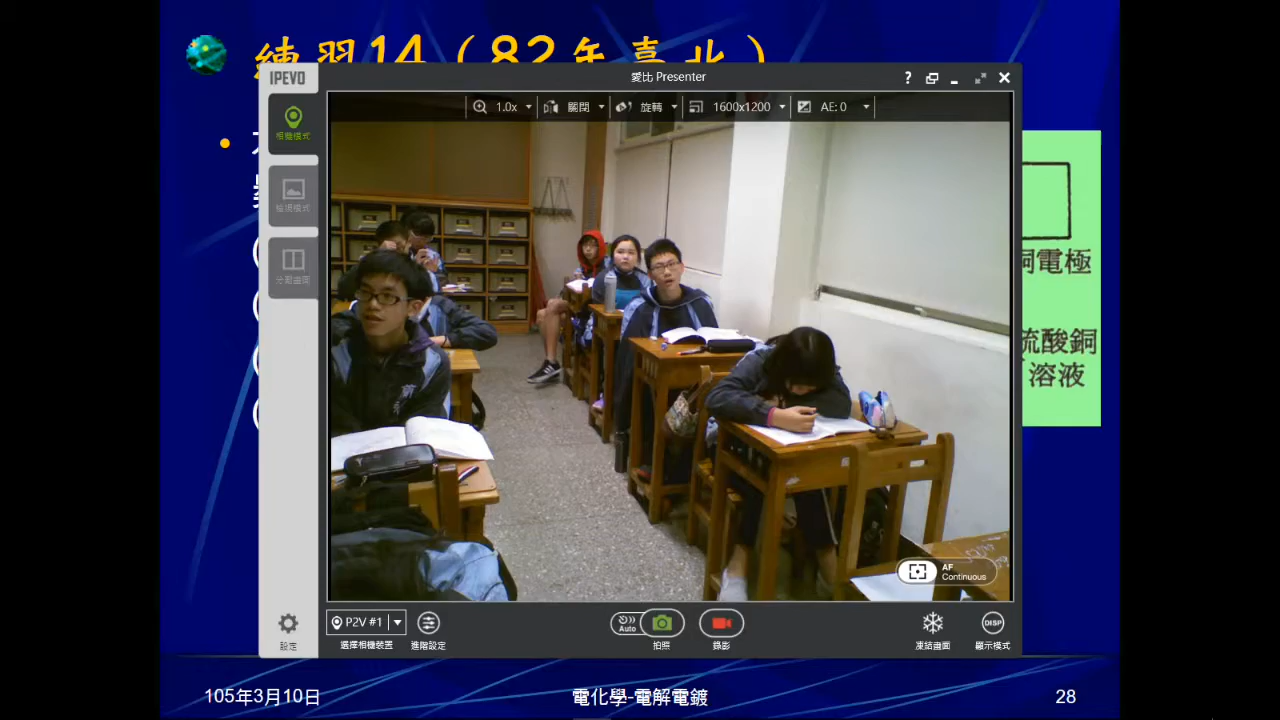 練習14（82年臺北）
IPEVO
愛比 Presenter
?
1.0x
關閉
旋轉
1600x1200
AE: 0
相機模式
檢視模式
分割畫面
銅電極
硫酸銅
溶液
AF
Continuous
設定
P2V #1
選擇相機裝置
進階設定
Auto
拍照
錄影
凍結畫面
DISP
顯示模式
105年3月10日
電化學-電解電鍍
28